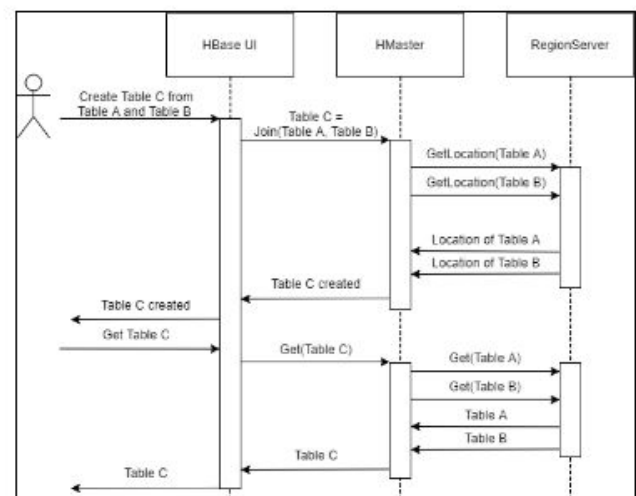 HBase UI
HMaster
RegionServer
Create Table C from
Table A and Table B
Table C =
Join(Table A, Table B)
GetLocation(Table A)
GetLocation(Table B)
Location of Table A
Location of Table B
Table C created
Table C created
Get Table C
Get(Table C)
Get(Table A)
Get(Table B)
Table A
Table B
Table C
Table C